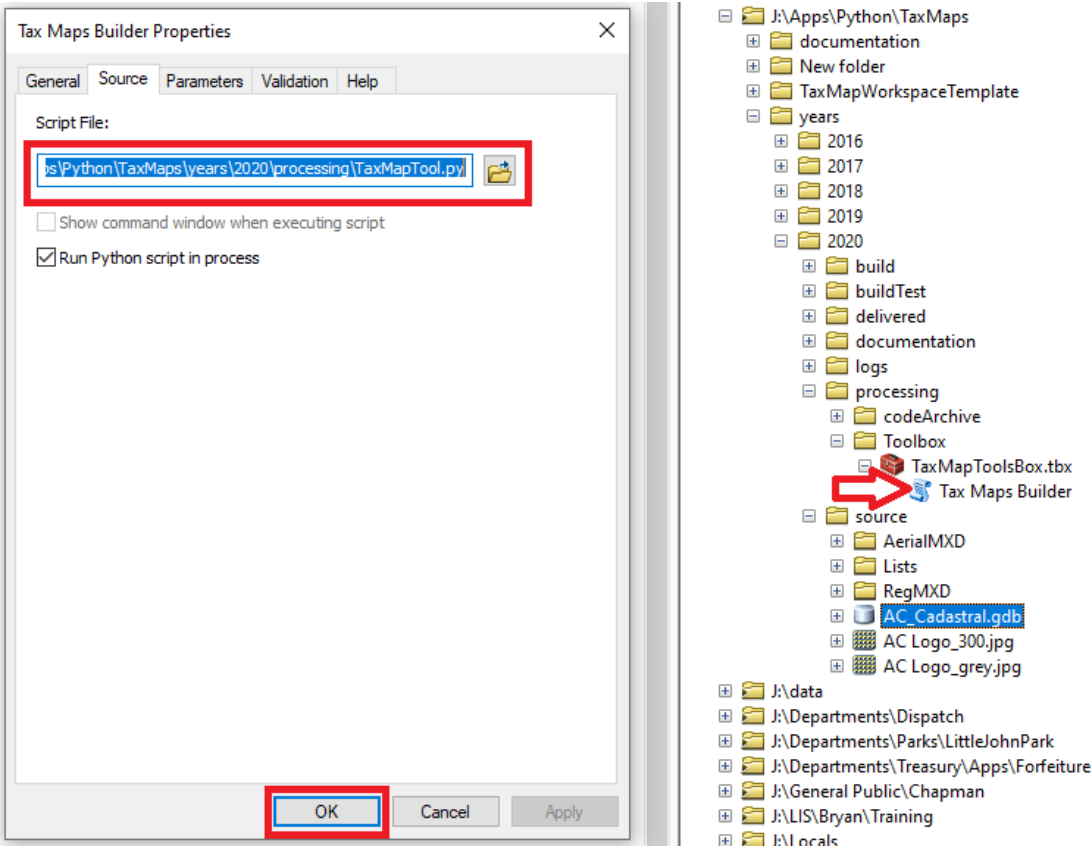 Tax Maps Builder Properties
General Source Parameters Validation Help
Script File:
ps\Python\TaxMaps\years\2020\processing\TaxMapTool.py
Show command window when executing script
Run Python script in process
OK Cancel Apply
J:\Apps\Python\TaxMaps
documentation
New folder
TaxMapWorkspaceTemplate
years
2016
2017
2018
2019
2020
build
buildTest
delivered
documentation
logs
processing
codeArchive
Toolbox
TaxMapToolsBox.tbx
Tax Maps Builder
source
AerialMXD
Lists
RegMXD
AC_Cadastral.gdb
AC Logo_300.jpg
AC Logo_grey.jpg
J:\data
J:\Departments\Dispatch
J:\Departments\Parks\LittleJohnPark
J:\Departments\Treasury\Apps\Forfeiture
J:\General Public\Chapman
J:\LIS\Bryan\Training
J:\Locals